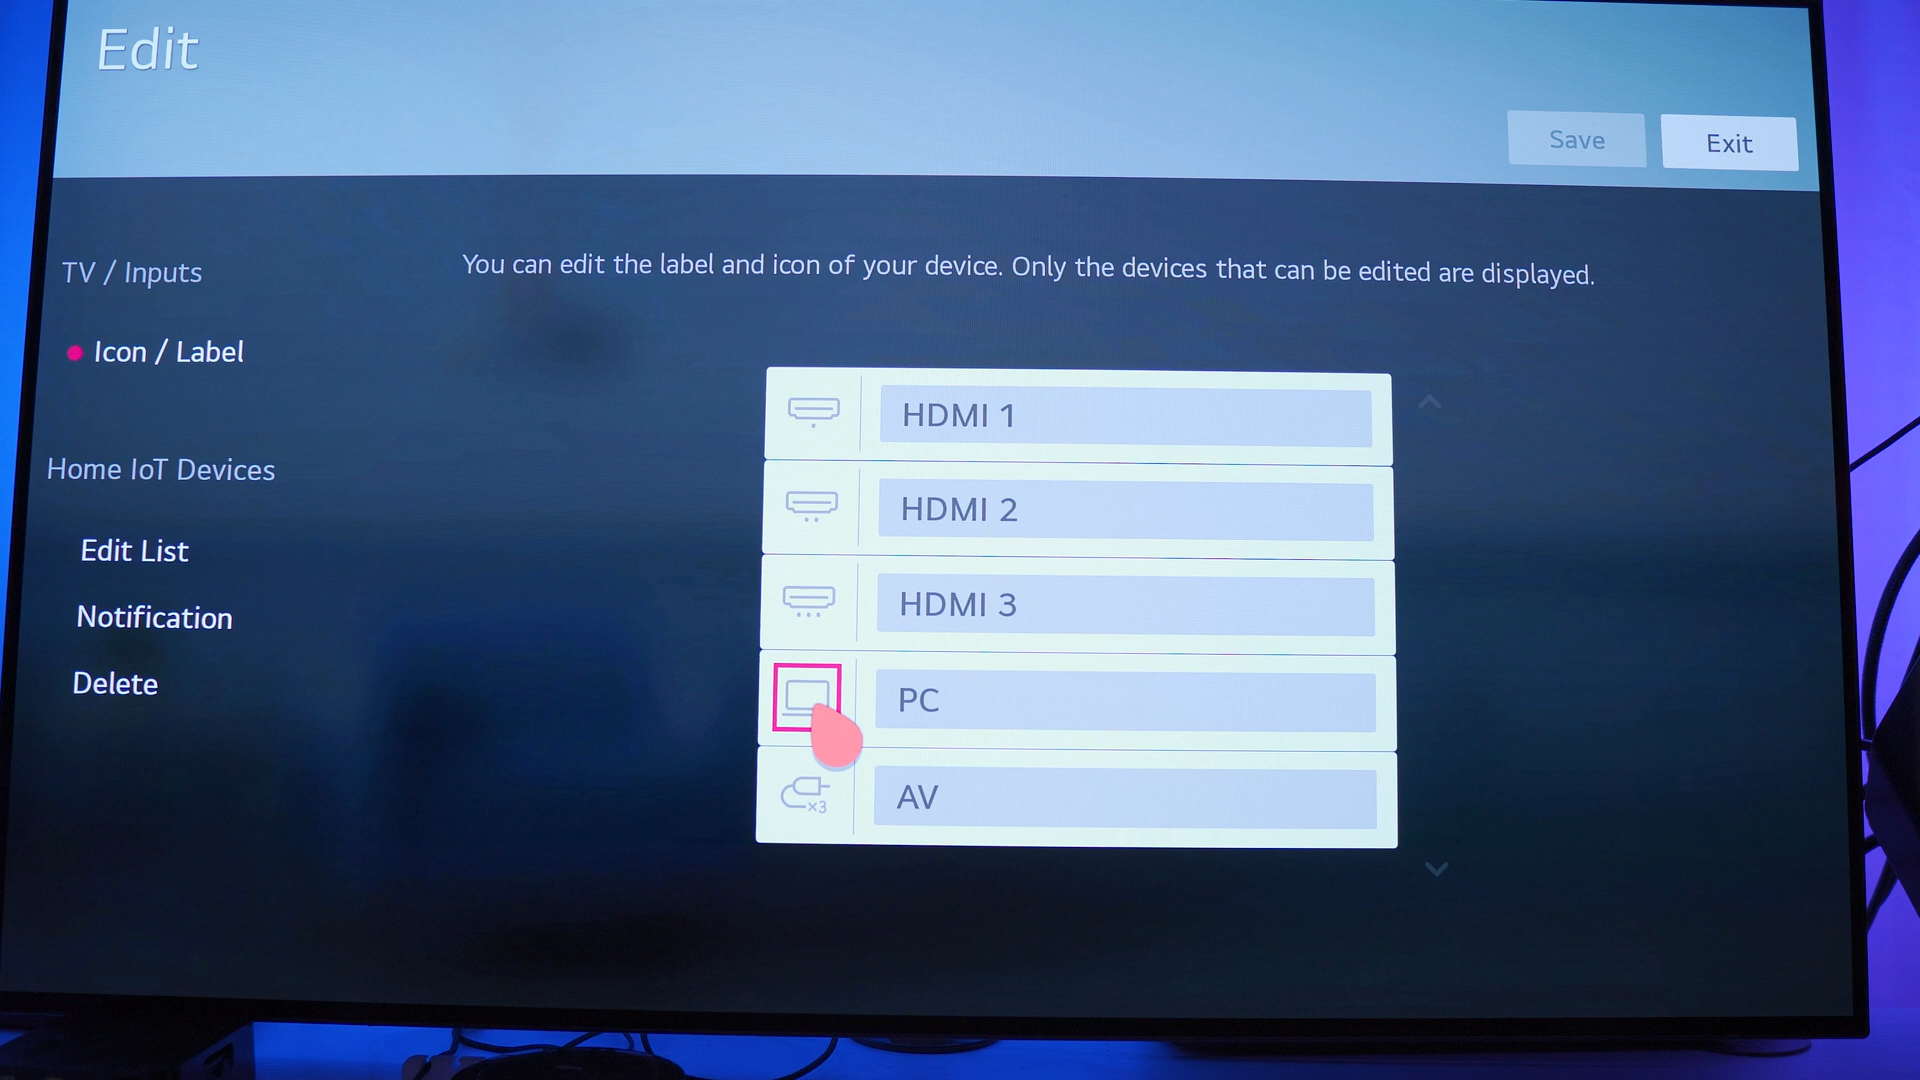 Edit
Save
Exit
TV / Inputs
Icon / Label
Home IoT Devices
Edit List
Notification
Delete
You can edit the label and icon of your device. Only the devices that can be edited are displayed.
HDMI 1
HDMI 2
HDMI 3
PC
×3
AV